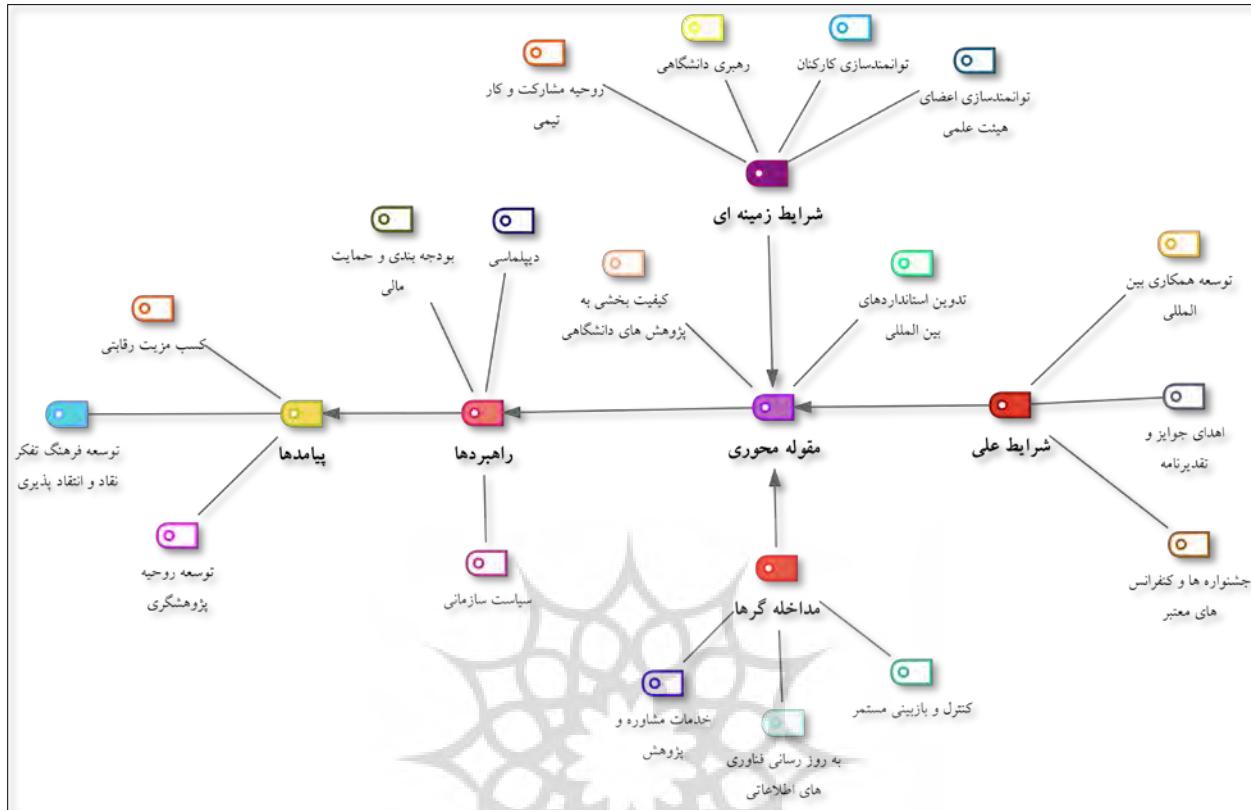 توانمندسازی کارکنان
رهبری دانشگاهی
روحیه مشارکت و کار
تیمی
توانمندسازی اعضای
هیئت علمی
شرایط زمینه ای
توسعه همکاری بین
المللی
تدوین استانداردهای
بین المللی
کیفیت بخشی به
پژوهش های دانشگاهی
دیپلماسی
بودجه بندی و حمایت
مالی
کسب مزیت رقابتی
اهدای جوایز و
تقدیرنامه
شرایط علی
مقوله محوری
راهبردها
پیامدها
توسعه فرهنگ تفکر
نقاد و انتقاد پذیری
جشنواره ها و کنفرانس
های معتبر
مداخله گرها
سیاست سازمانی
توسعه روحیه
پژوهشگری
کنترل و بازبینی مستمر
به روز رسانی فناوری
های اطلاعاتی
خدمات مشاوره و
پژوهش